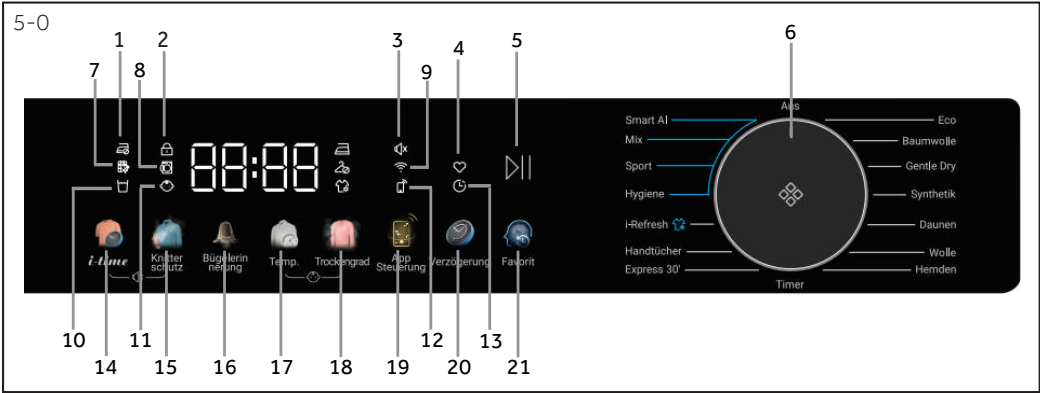 5-0
1
2
3
4
5
6
7
8
9
88:88
Aus
Smart AI
Mix
Sport
Hygiene
i-Refresh
Handtücher
Express 30'
Eco
Baumwolle
Gentle Dry
Synthetik
Daunen
Wolle
Hemden
Timer
i-time
Knitter
schutz
Bügelerin
nerung
Temp.
Trockengrad
App
Steuerung
Verzögerung
Favorit
10
11
12
13
14
15
16
17
18
19
20
21